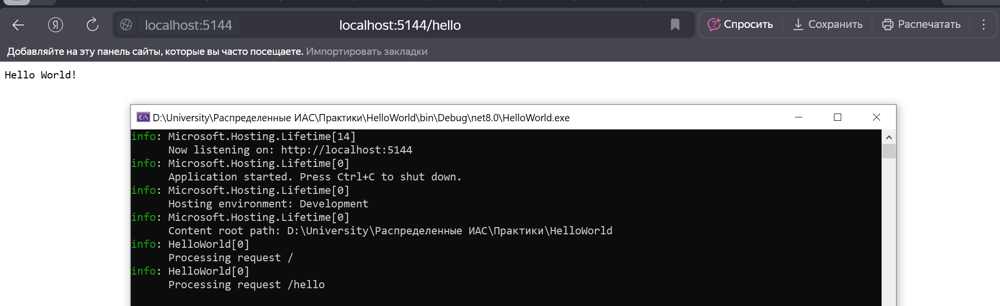 Я localhost:5144 localhost:5144/hello Спросить Сохранить Распечатать
Добавляйте на эту панель сайты, которые вы часто посещаете. Импортировать закладки
Hello World!
C:\ D:\University\Распределенные ИАС\Практики\HelloWorld\bin\Debug\net8.0\HelloWorld.exe
info: Microsoft.Hosting.Lifetime[14]
Now listening on: http://localhost:5144
info: Microsoft.Hosting.Lifetime[0]
Application started. Press Ctrl+C to shut down.
info: Microsoft.Hosting.Lifetime[0]
Hosting environment: Development
info: Microsoft.Hosting.Lifetime[0]
Content root path: D:\University\Распределенные ИАС\Практики\HelloWorld
info: HelloWorld[0]
Processing request /
info: HelloWorld[0]
Processing request /hello